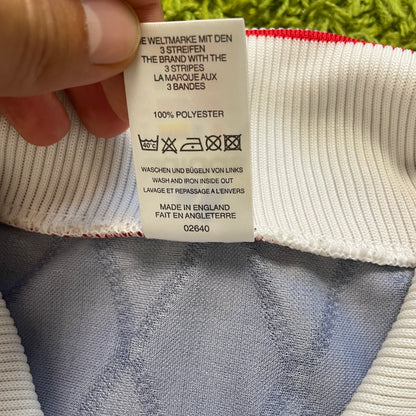 DIE WELTMARKE MIT DEN
3 STREIFEN
THE BRAND WITH THE
3 STRIPES
LA MARQUE AUX
3 BANDES
100% POLYESTER
40°c
WASCHEN UND BÜGELN VON LINKS
WASH AND IRON INSIDE OUT
LAVAGE ET REPASSAGE A L'ENVERS
MADE IN ENGLAND
FAIT EN ANGLETERRE
02640